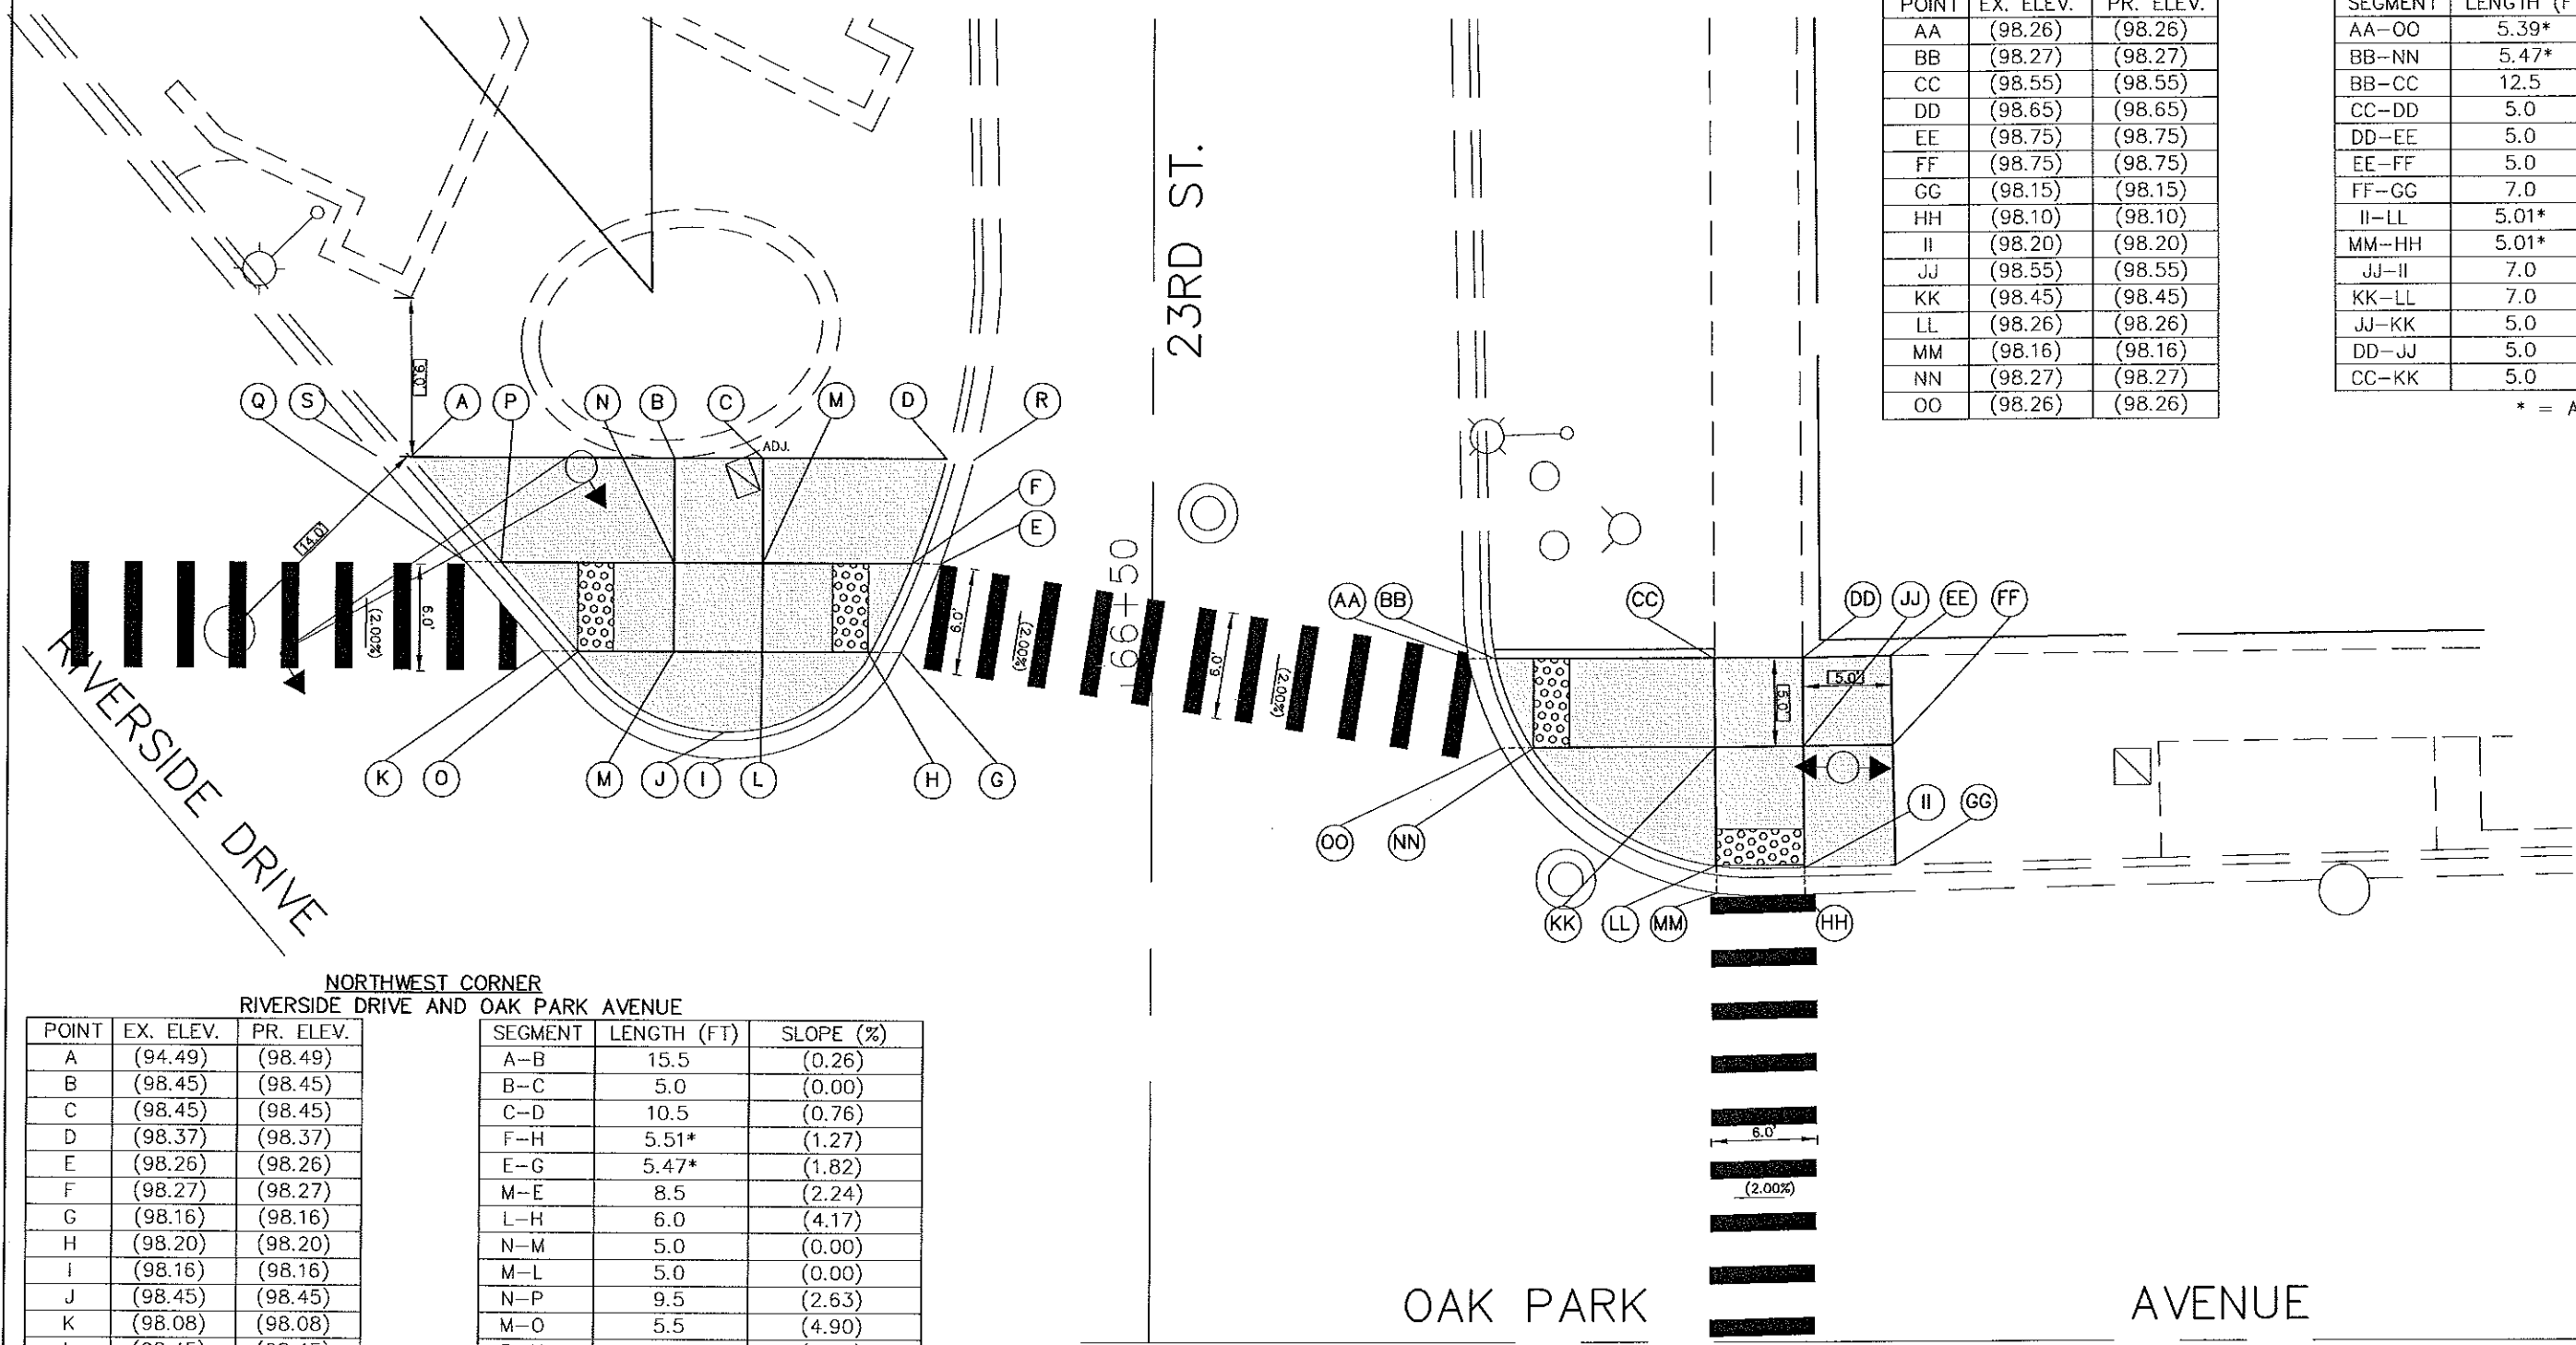 POINT EX. ELEV. PR. ELEV.
AA (98.26) (98.26)
BB (98.27) (98.27)
CC (98.55) (98.55)
DD (98.65) (98.65)
EE (98.75) (98.75)
FF (98.75) (98.75)
GG (98.15) (98.15)
HH (98.10) (98.10)
II (98.20) (98.20)
JJ (98.55) (98.55)
KK (98.45) (98.45)
LL (98.26) (98.26)
MM (98.16) (98.16)
NN (98.27) (98.27)
OO (98.26) (98.26)
SEGMENT LENGTH (F
AA-OO 5.39*
BB-NN 5.47*
BB-CC 12.5
CC-DD 5.0
DD-EE 5.0
EE-FF 5.0
FF-GG 7.0
II-LL 5.01*
MM-HH 5.01*
JJ-II 7.0
KK-LL 7.0
JJ-KK 5.0
DD-JJ 5.0
CC-KK 5.0
* = A
23RD ST.
9.0'
Q S A P N B C M D R
ADJ.
F
E
14.0'
6.0'
(2.00%)
6.0'
(2.00%)
66+50
6.0'
(2.00%)
AA BB CC DD JJ EE FF
5.0'
5.0'
K O M J I L H G
OO NN II GG
KK LL MM HH
RIVERSIDE DRIVE
6.0'
(2.00%)
OAK PARK AVENUE
NORTHWEST CORNER
RIVERSIDE DRIVE AND OAK PARK AVENUE
POINT EX. ELEV. PR. ELEV.
A (94.49) (98.49)
B (98.45) (98.45)
C (98.45) (98.45)
D (98.37) (98.37)
E (98.26) (98.26)
F (98.27) (98.27)
G (98.16) (98.16)
H (98.20) (98.20)
I (98.16) (98.16)
J (98.45) (98.45)
K (98.08) (98.08)
SEGMENT LENGTH (FT) SLOPE (%)
A-B 15.5 (0.26)
B-C 5.0 (0.00)
C-D 10.5 (0.76)
F-H 5.51* (1.27)
E-G 5.47* (1.82)
M-E 8.5 (2.24)
L-H 6.0 (4.17)
N-M 5.0 (0.00)
M-L 5.0 (0.00)
N-P 9.5 (2.63)
M-O 5.5 (4.90)